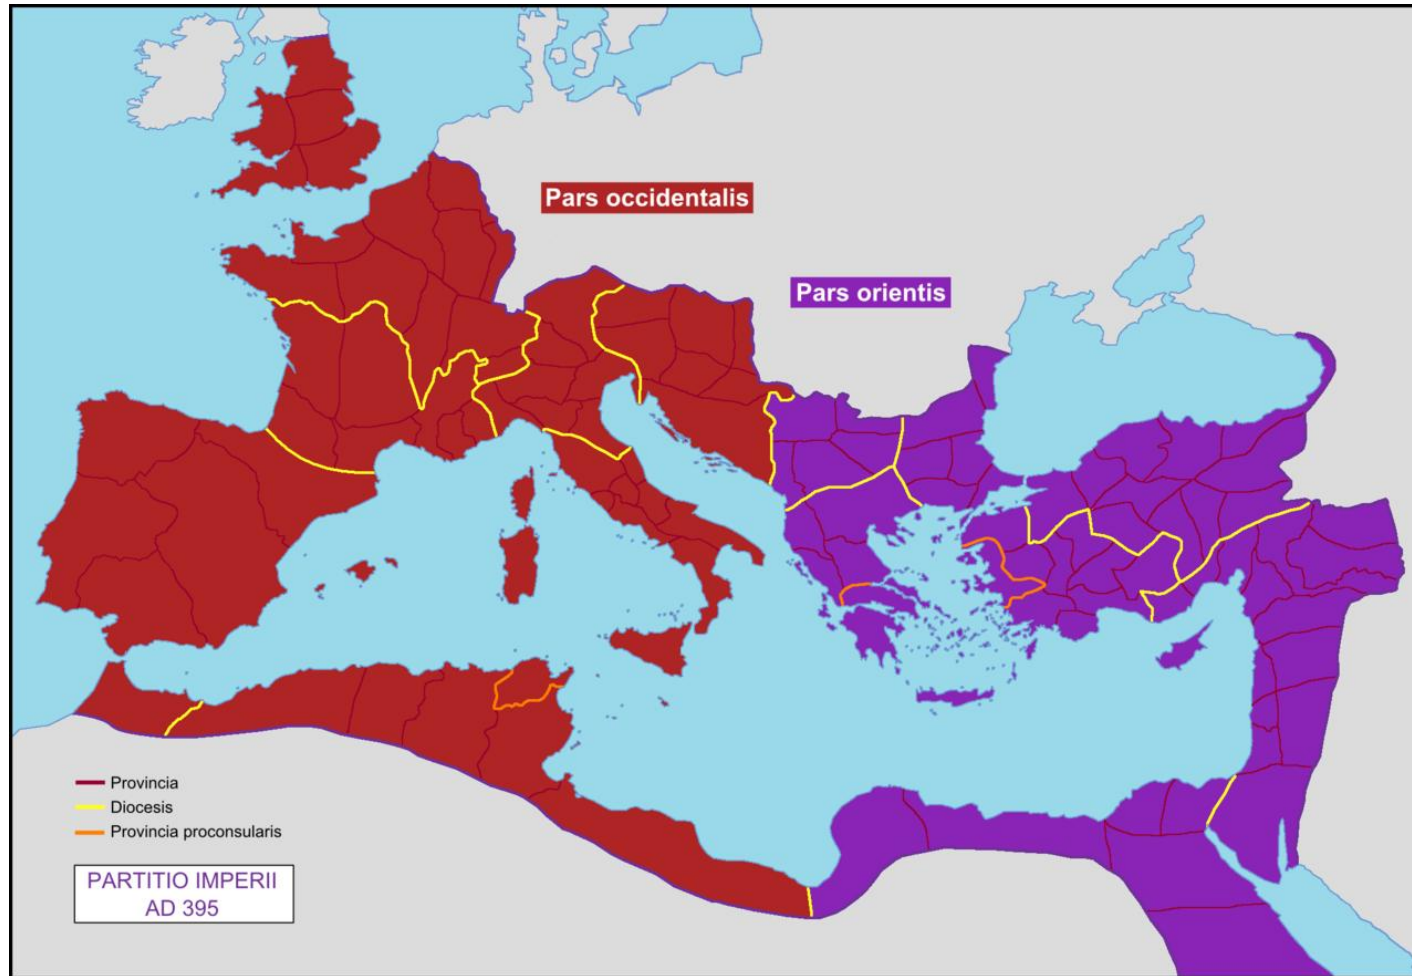 Pars occidentalis
Pars orientis
Provincia
Diocesis
Provincia proconsularis
PARTITIO IMPERII
AD 395